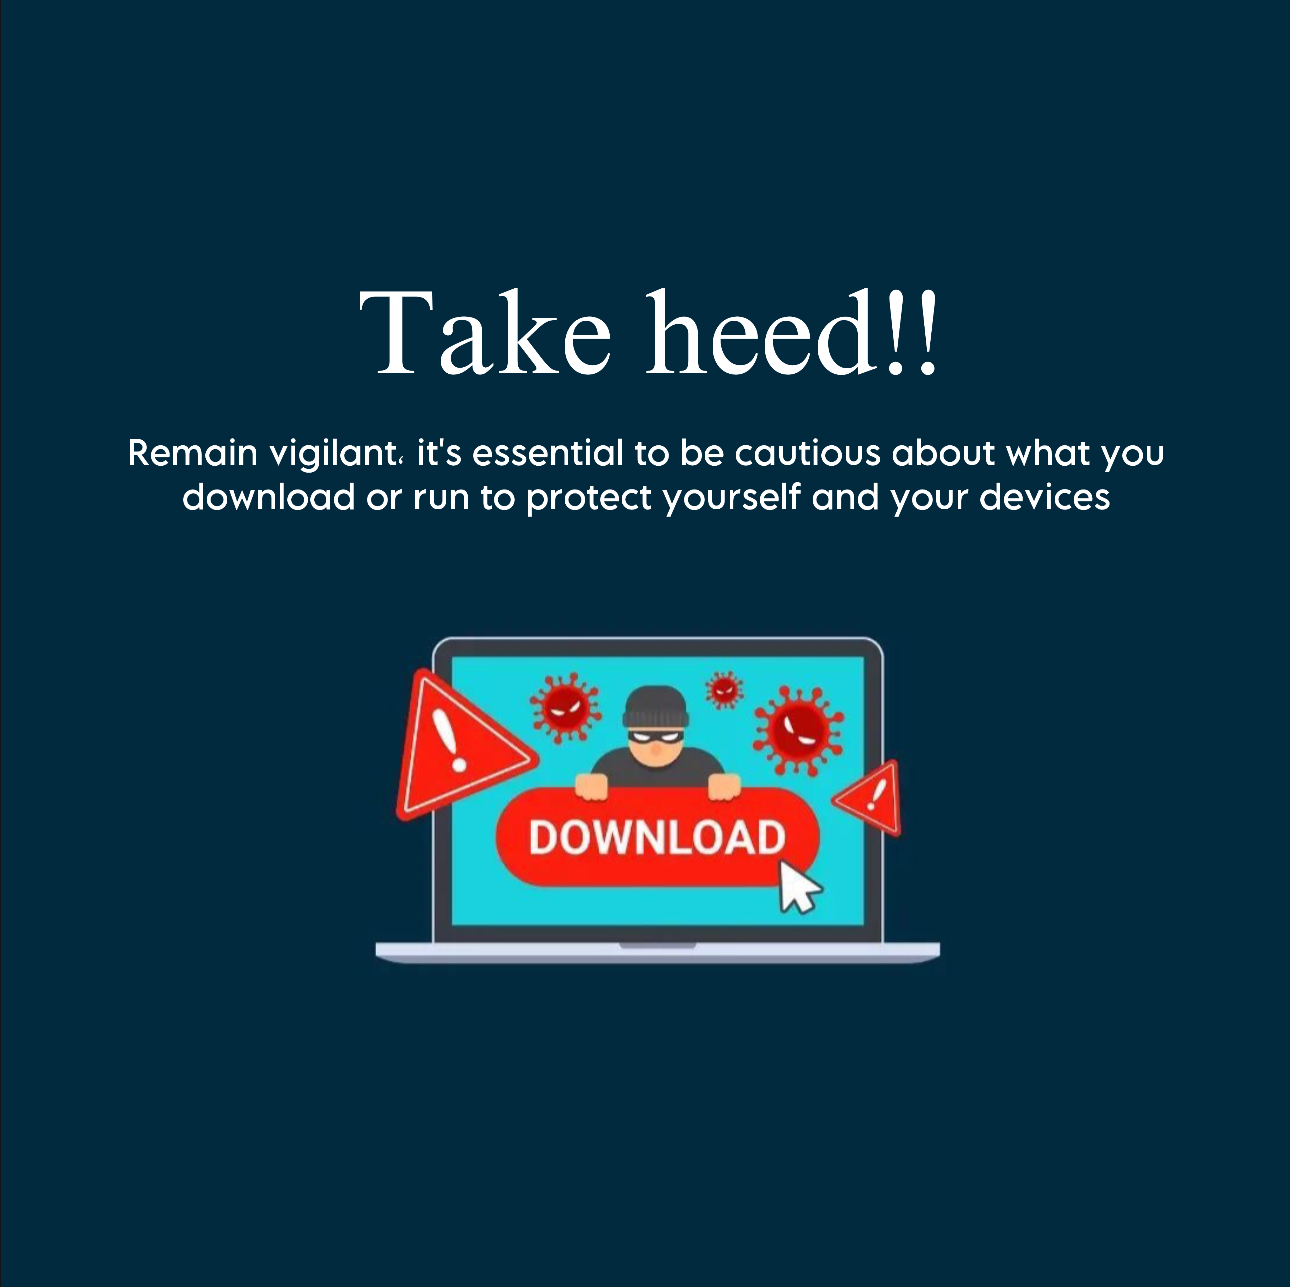 Take heed!!
Remain vigilant، it's essential to be cautious about what you
download or run to protect yourself and your devices
DOWNLOAD